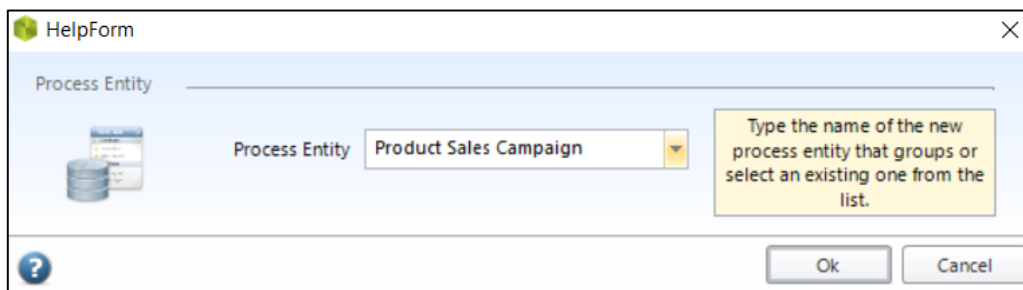 HelpForm
Process Entity
Process Entity
Product Sales Campaign
Type the name of the new
process entity that groups or
select an existing one from the
list.
?
Ok
Cancel